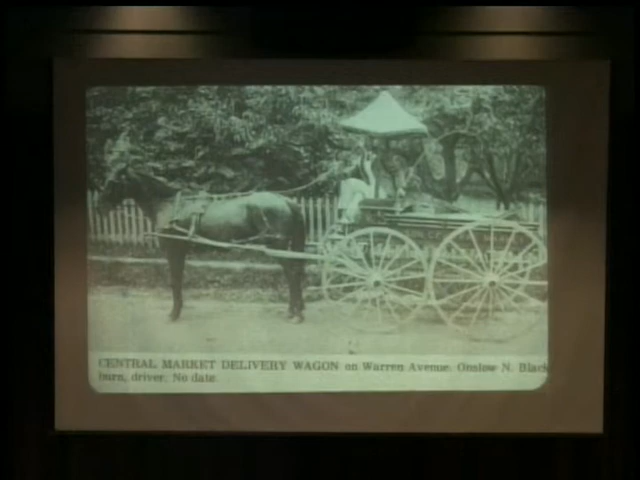 CENTRAL MARKET DELIVERY WAGON on Warren Avenue. Onslow N. Black
burn, driver. No date.